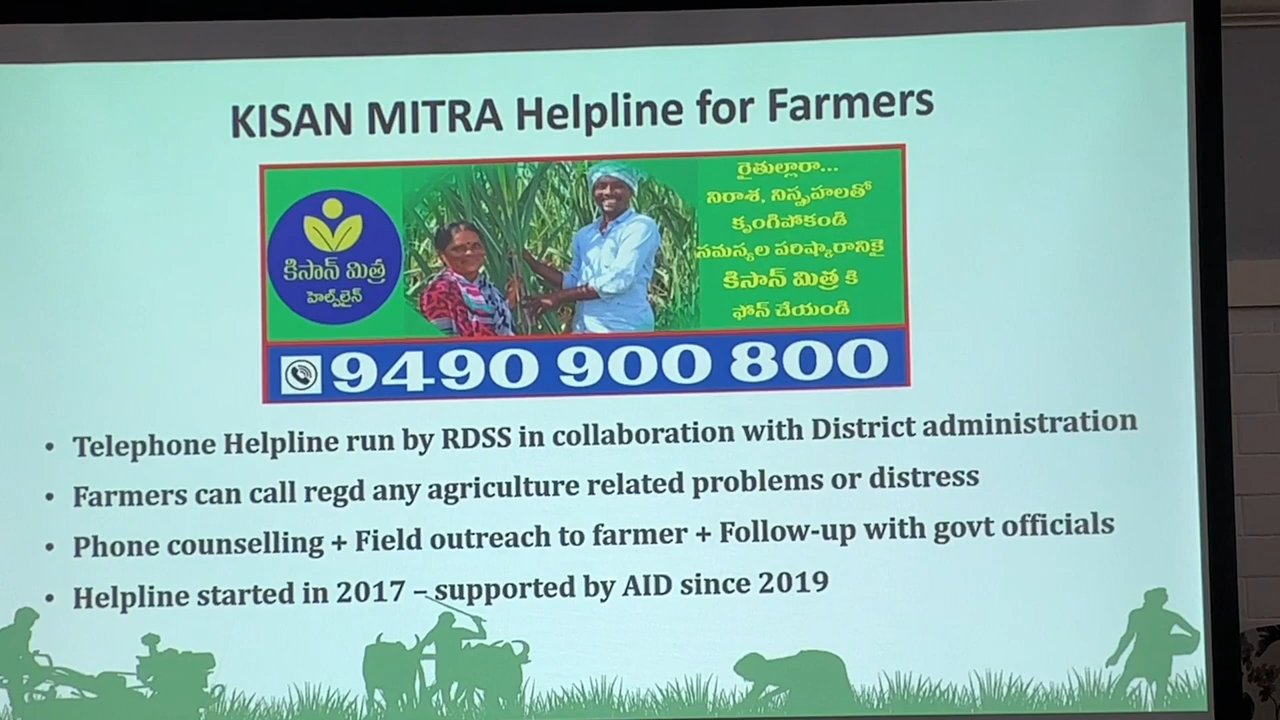 KISAN MITRA Helpline for Farmers
కిసాన్ మిత్ర
హెల్ప్‌లైన్
రైతుల్లారా...
నిరాశ, నిస్పృహలతో
కృంగిపోకండి
సమస్యల పరిష్కారానికై
కిసాన్ మిత్ర కి
ఫోన్ చేయండి
9490 900 800
• Telephone Helpline run by RDSS in collaboration with District administration
• Farmers can call regd any agriculture related problems or distress
• Phone counselling + Field outreach to farmer + Follow-up with govt officials
• Helpline started in 2017 – supported by AID since 2019